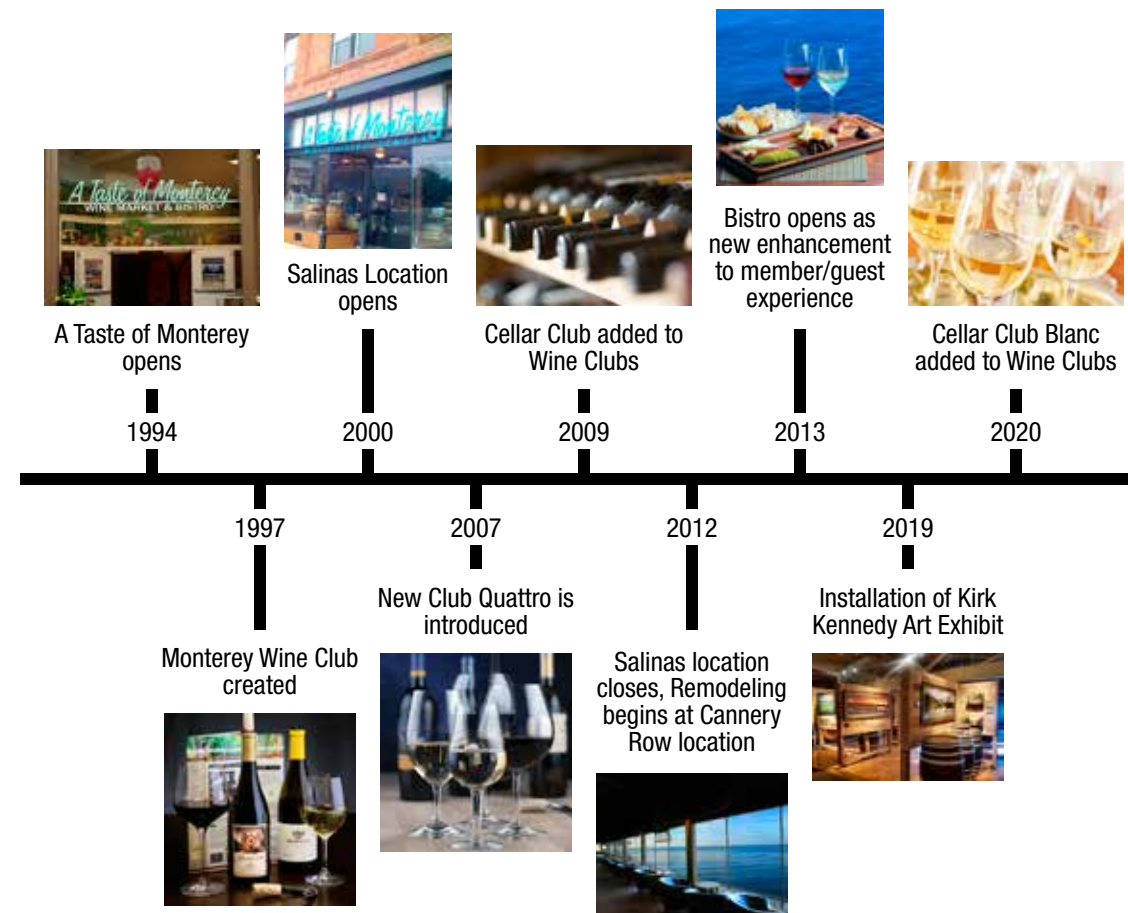 A Taste of Monterey
WINE MARKET & BISTRO
A Taste of Monterey
opens
1994
Monterey Wine Club
created
1997
A Taste of Monterey
Salinas Location
opens
2000
New Club Quattro is
introduced
2007
Cellar Club added to
Wine Clubs
2009
Salinas location
closes, Remodeling
begins at Cannery
Row location
2012
Bistro opens as
new enhancement
to member/guest
experience
2013
Installation of Kirk
Kennedy Art Exhibit
2019
Cellar Club Blanc
added to Wine Clubs
2020